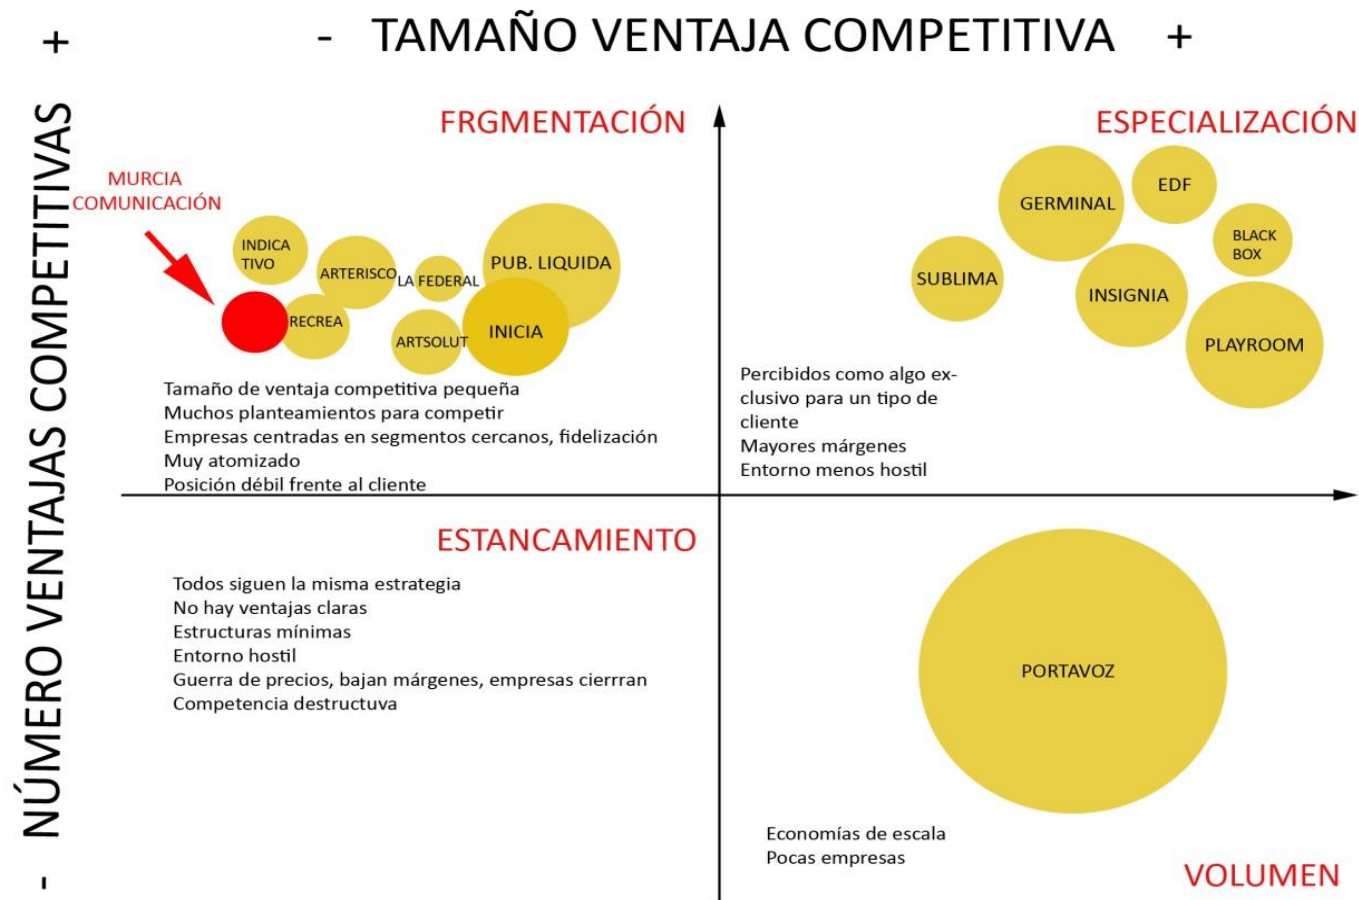 - TAMAÑO VENTAJA COMPETITIVA +
- NÚMERO VENTAJAS COMPETITIVAS +
FRGMENTACIÓN
MURCIA
COMUNICACIÓN
INDICA
TIVO
ARTERISCO
LA FEDERAL
PUB. LIQUIDA
RECREA
ARTSOLUT
INICIA
Tamaño de ventaja competitiva pequeña
Muchos planteamientos para competir
Empresas centradas en segmentos cercanos, fidelización
Muy atomizado
Posición débil frente al cliente
ESPECIALIZACIÓN
GERMINAL
EDF
BLACK
BOX
SUBLIMA
INSIGNIA
PLAYROOM
Percibidos como algo ex-
clusivo para un tipo de
cliente
Mayores márgenes
Entorno menos hostil
ESTANCAMIENTO
Todos siguen la misma estrategia
No hay ventajas claras
Estructuras mínimas
Entorno hostil
Guerra de precios, bajan márgenes, empresas cierrran
Competencia destructuva
PORTAVOZ
Economías de escala
Pocas empresas
VOLUMEN